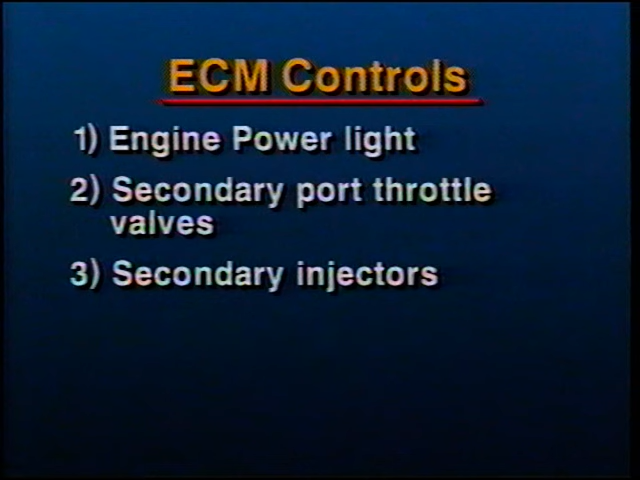 ECM Controls
1) Engine Power light
2) Secondary port throttle
valves
3) Secondary injectors